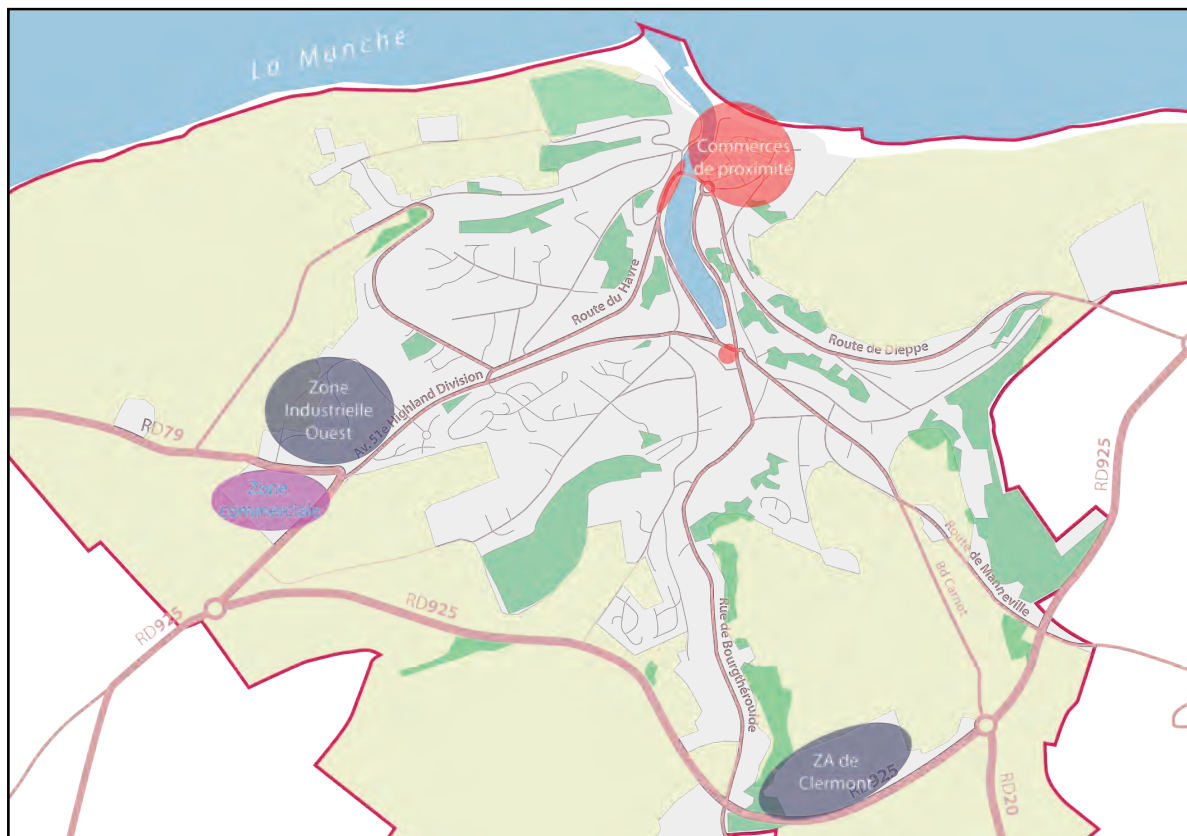 La Manche
Commerces
de proximité
Route du Havre
Route de Dieppe
Zone
Industrielle
Ouest
Av. 51e Highland Division
RD79
Zone
commerciale
RD925
RD925
RD925
Route de Manneville
Bd Carnot
Rue de Bourgthéroulde
ZA de
Clermont
RD925
RD20